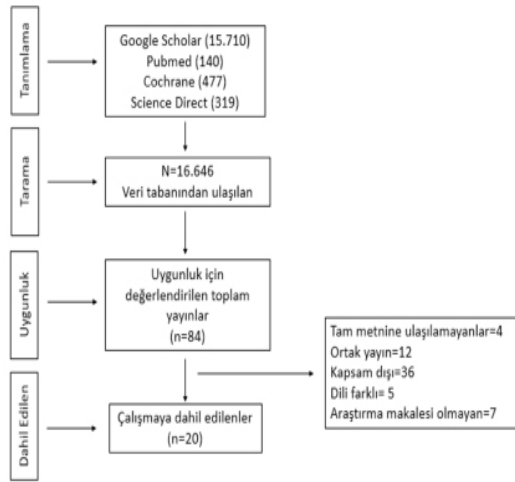 Tanımlama
Google Scholar (15.710)
Pubmed (140)
Cochrane (477)
Science Direct (319)
Tarama
N=16.646
Veri tabanından ulaşılan
Uygunluk
Uygunluk için
değerlendirilen toplam
yayınlar
(n=84)
Tam metnine ulaşılamayanlar=4
Ortak yayın=12
Kapsam dışı=36
Dili farklı= 5
Araştırma makalesi olmayan=7
Dahil Edilen
Çalışmaya dahil edilenler
(n=20)